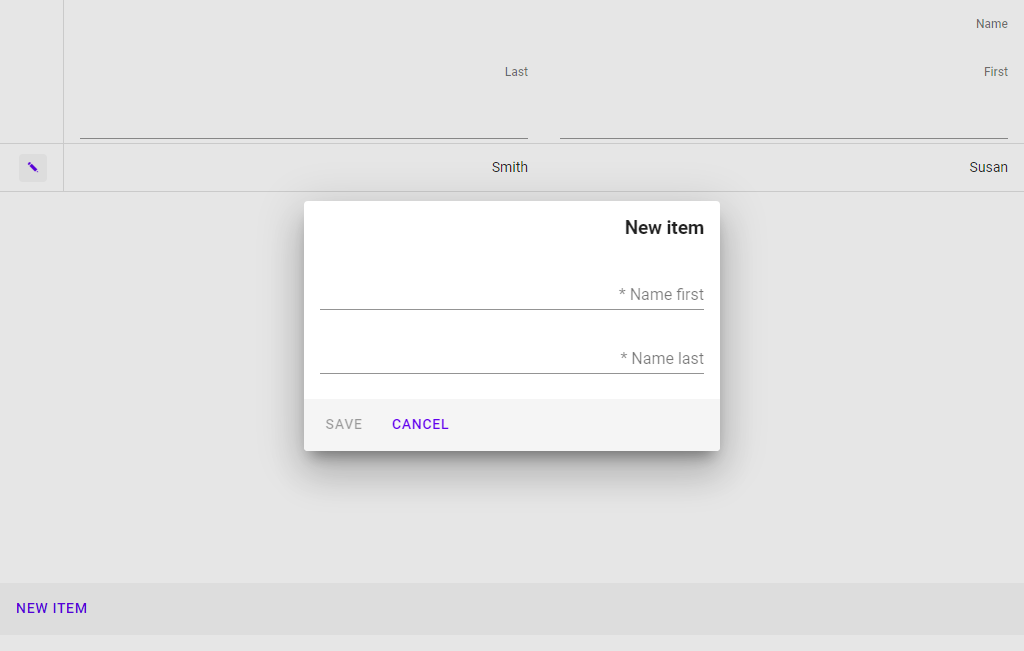 Name
First
Last
Susan
Smith
New item
* Name first
* Name last
SAVE
CANCEL
NEW ITEM